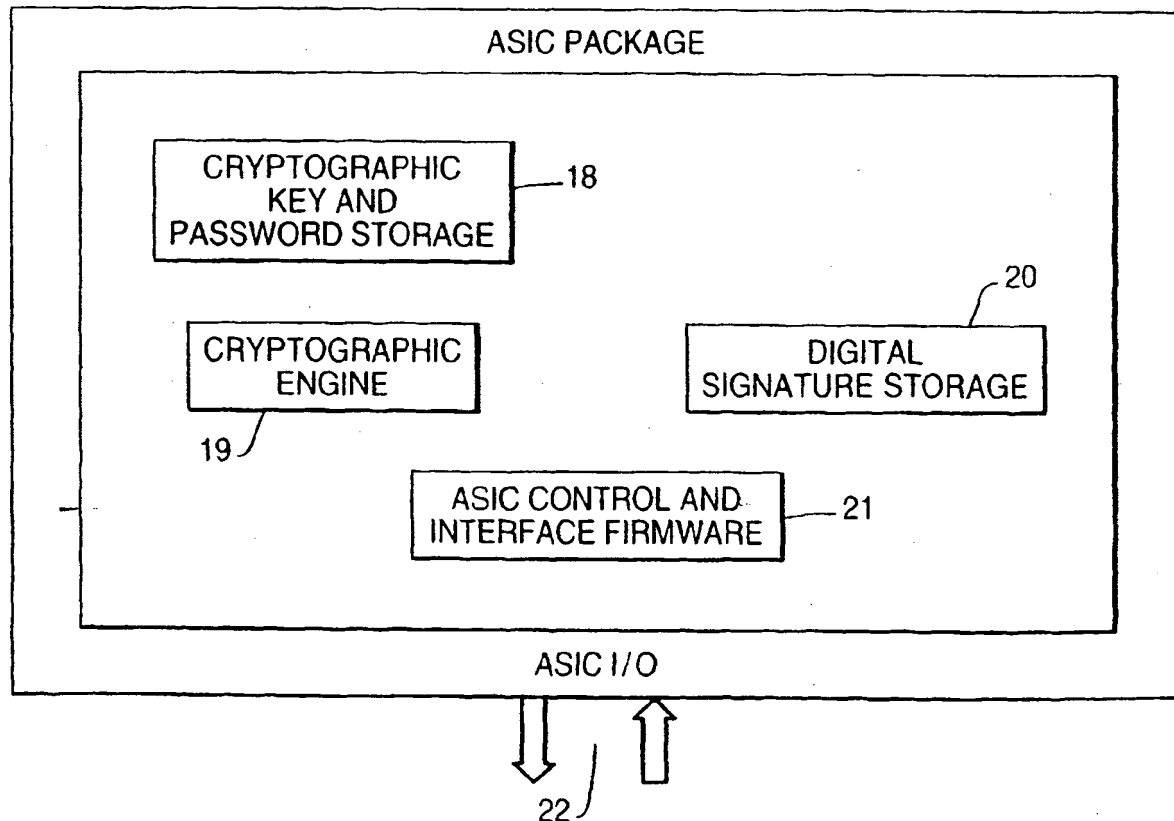 ASIC PACKAGE
CRYPTOGRAPHIC
KEY AND
PASSWORD STORAGE
18
20
CRYPTOGRAPHIC
ENGINE
19
DIGITAL
SIGNATURE STORAGE
ASIC CONTROL AND
INTERFACE FIRMWARE
21
ASIC I/O
22